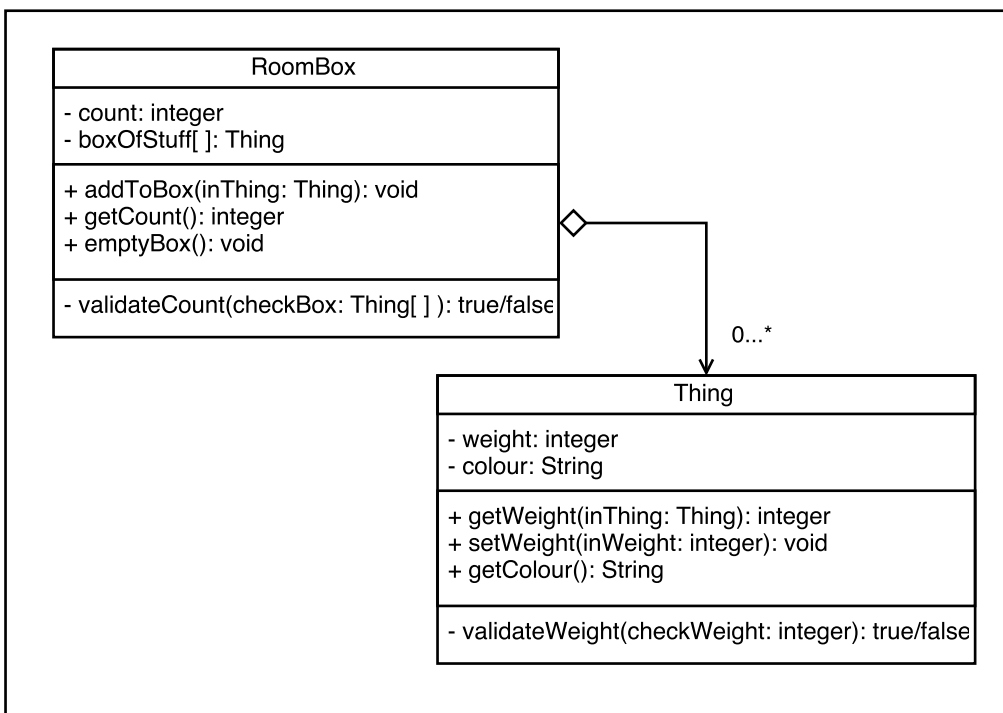 RoomBox
- count: integer
- boxOfStuff[ ]: Thing
+ addToBox(inThing: Thing): void
+ getCount(): integer
+ emptyBox(): void
- validateCount(checkBox: Thing[ ] ): true/false
0...*
Thing
- weight: integer
- colour: String
+ getWeight(inThing: Thing): integer
+ setWeight(inWeight: integer): void
+ getColour(): String
- validateWeight(checkWeight: integer): true/false